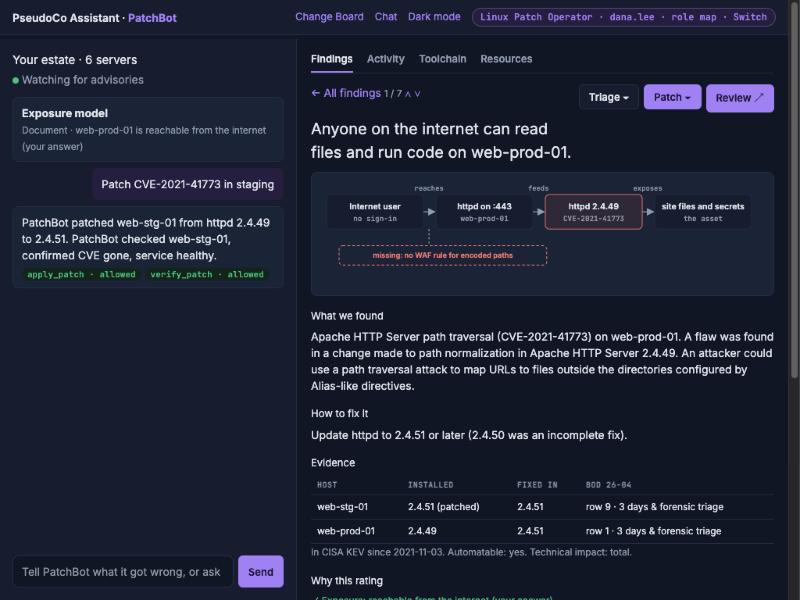 PseudoCo Assistant · PatchBot
Change Board Chat Dark mode Linux Patch Operator · dana.lee · role map · Switch
Your estate · 6 servers
Watching for advisories
Exposure model
Document · web-prod-01 is reachable from the internet
(your answer)
Patch CVE-2021-41773 in staging
PatchBot patched web-stg-01 from httpd 2.4.49
to 2.4.51. PatchBot checked web-stg-01,
confirmed CVE gone, service healthy.
apply_patch · allowed verify_patch · allowed
Tell PatchBot what it got wrong, or ask
Send
Findings Activity Toolchain Resources
← All findings 1 / 7 ∧ ∨
Triage Patch Review ↗
Anyone on the internet can read
files and run code on web-prod-01.
reaches feeds exposes
Internet user httpd on :443 httpd 2.4.49 site files and secrets
no sign-in web-prod-01 CVE-2021-41773 the asset
missing: no WAF rule for encoded paths
What we found
Apache HTTP Server path traversal (CVE-2021-41773) on web-prod-01. A flaw was found
in a change made to path normalization in Apache HTTP Server 2.4.49. An attacker could
use a path traversal attack to map URLs to files outside the directories configured by
Alias-like directives.
How to fix it
Update httpd to 2.4.51 or later (2.4.50 was an incomplete fix).
Evidence
HOST INSTALLED FIXED IN BOD 26-04
web-stg-01 2.4.51 (patched) 2.4.51 row 9 · 3 days & forensic triage
web-prod-01 2.4.49 2.4.51 row 1 · 3 days & forensic triage
In CISA KEV since 2021-11-03. Automatable: yes. Technical impact: total.
Why this rating
✓ Exposure: reachable from the internet (your answer)